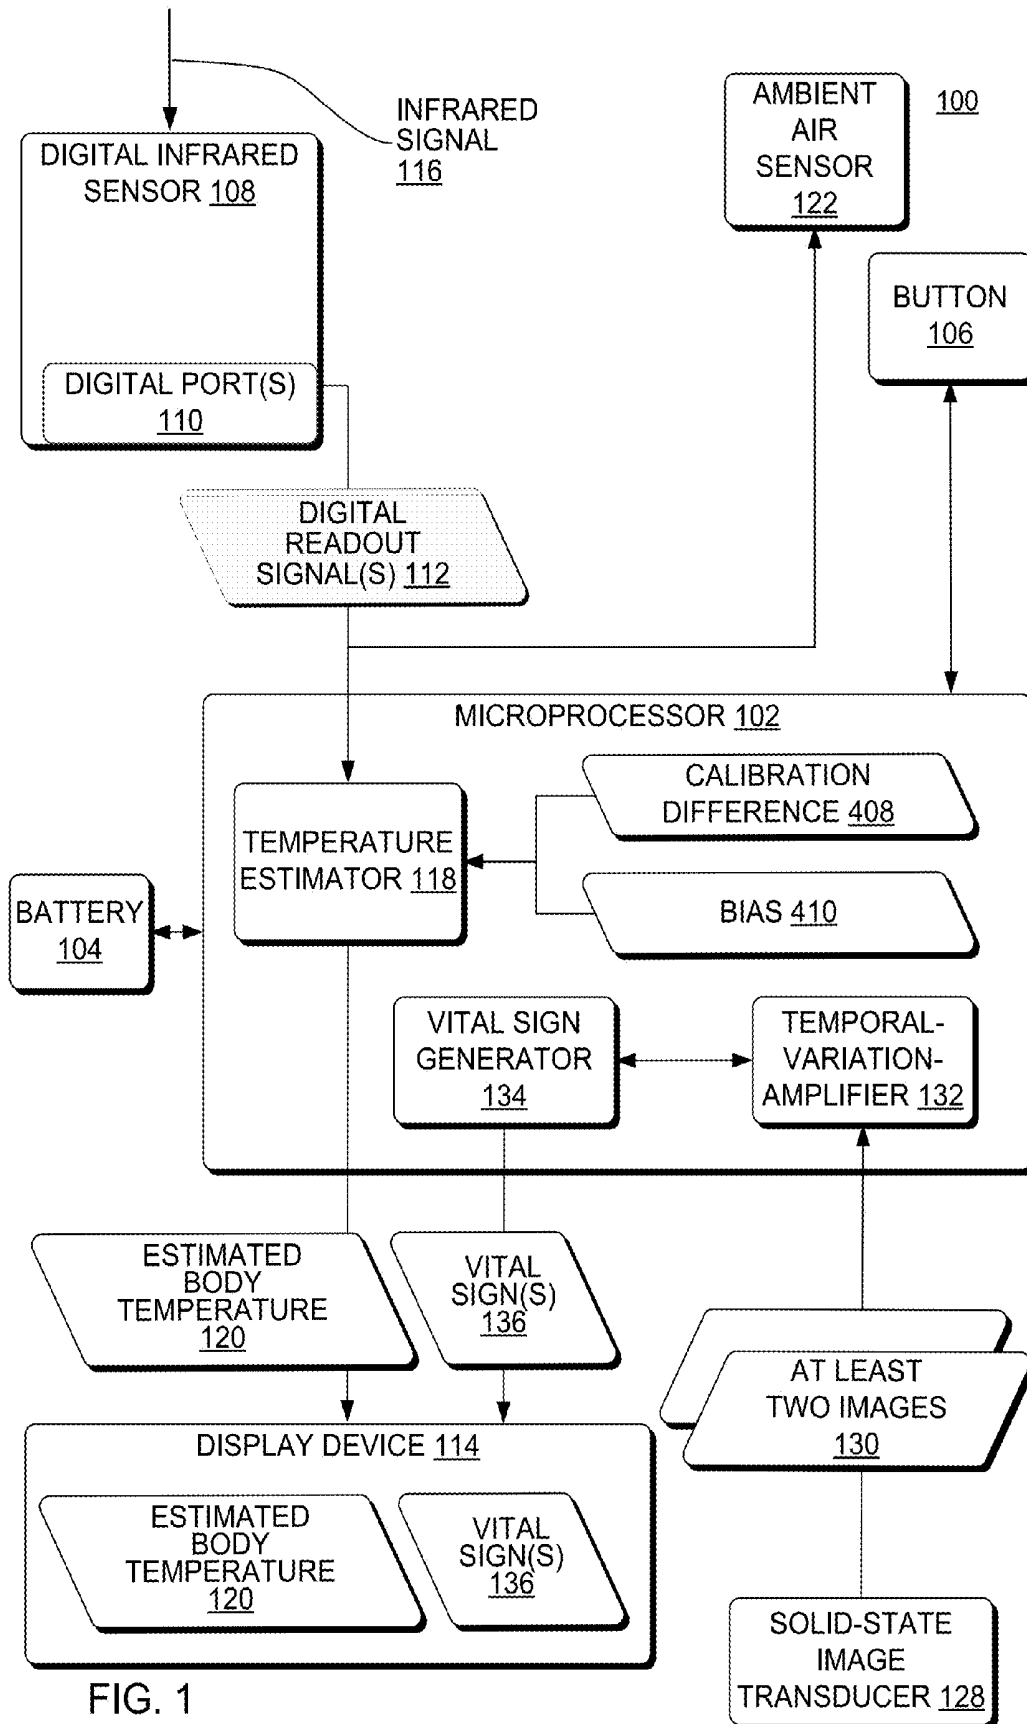 INFRARED
SIGNAL
116
AMBIENT
AIR
SENSOR
122
100
DIGITAL INFRARED
SENSOR 108
BUTTON
106
DIGITAL PORT(S)
110
DIGITAL
READOUT
SIGNAL(S) 112
MICROPROCESSOR 102
CALIBRATION
DIFFERENCE 408
TEMPERATURE
ESTIMATOR 118
BIAS 410
BATTERY
104
VITAL SIGN
GENERATOR
134
TEMPORAL-
VARIATION-
AMPLIFIER 132
ESTIMATED
BODY
TEMPERATURE
120
VITAL
SIGN(S)
136
AT LEAST
TWO IMAGES
130
DISPLAY DEVICE 114
ESTIMATED
BODY
TEMPERATURE
120
VITAL
SIGN(S)
136
SOLID-STATE
IMAGE
TRANSDUCER 128
FIG. 1